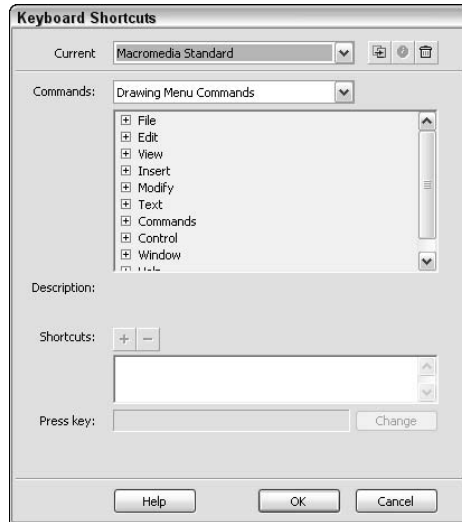 Keyboard Shortcuts
Current Macromedia Standard
Commands: Drawing Menu Commands
File
Edit
View
Insert
Modify
Text
Commands
Control
Window
Help
Description:
Shortcuts: + −
Press key: Change
Help OK Cancel